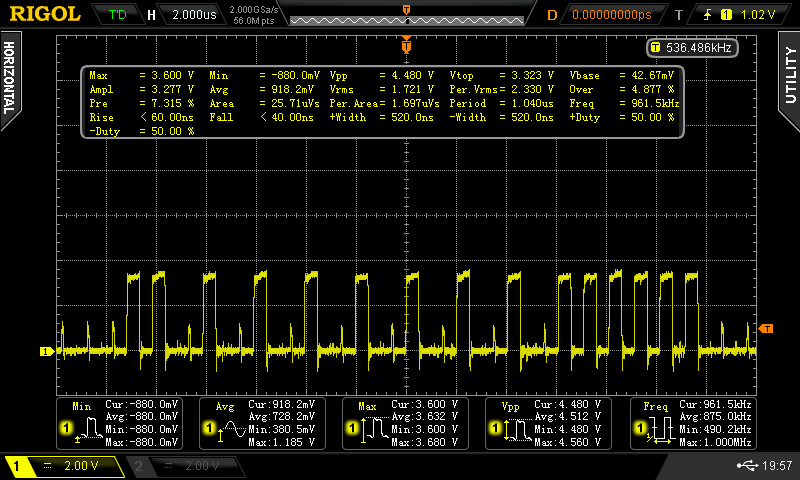 RIGOL T'D H 2.000us 2.000GSa/s 56.0M pts D 0.00000000ps T 1 1.02 V
HORIZONTAL
UTILITY
T 536.486kHz
Max = 3.600 V Min = -880.0mV Vpp = 4.480 V Vtop = 3.323 V Vbase = 42.67mV
Ampl = 3.277 V Avg = 918.2mV Vrms = 1.721 V Per.Vrms= 2.330 V Over = 4.877 %
Pre = 7.315 % Area = 25.71uVs Per.Area= 1.697uVs Period = 1.040us Freq = 961.5kHz
Rise < 60.00ns Fall < 40.00ns +Width = 520.0ns -Width = 520.0ns +Duty = 50.00 %
-Duty = 50.00 %
T
T
1
Min Cur:-880.0mV Avg Cur:918.2mV Max Cur:3.600 V Vpp Cur:4.480 V Freq Cur:961.5kHz
Avg:-880.0mV Avg:728.2mV Avg:3.632 V Avg:4.512 V Avg:875.0kHz
1 Min:-880.0mV 1 Min:380.5mV 1 Min:3.600 V 1 Min:4.480 V 1 Min:490.2kHz
Max:-880.0mV Max:1.185 V Max:3.680 V Max:4.560 V Max:1.000MHz
1 2.00 V 2 2.00 V 19:57